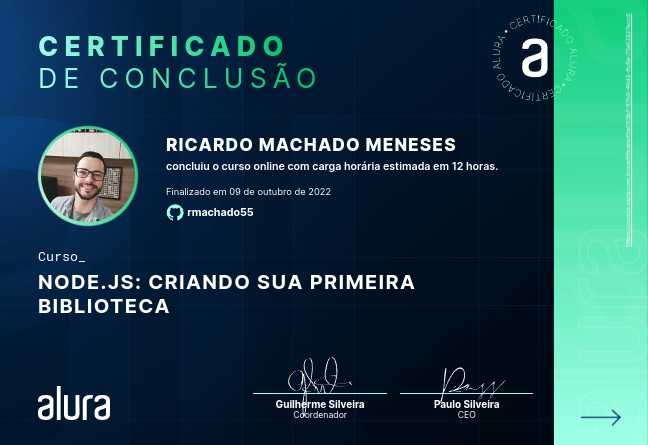 CERTIFICADO
DE CONCLUSÃO
CERTIFICADO ALURA • CERTIFICADO ALURA •
a
RICARDO MACHADO MENESES
concluiu o curso online com carga horária estimada em 12 horas.
Finalizado em 09 de outubro de 2022
rmachado55
Curso_
NODE.JS: CRIANDO SUA PRIMEIRA
BIBLIOTECA
alura
Guilherme Silveira
Coordenador
Paulo Silveira
CEO
alura